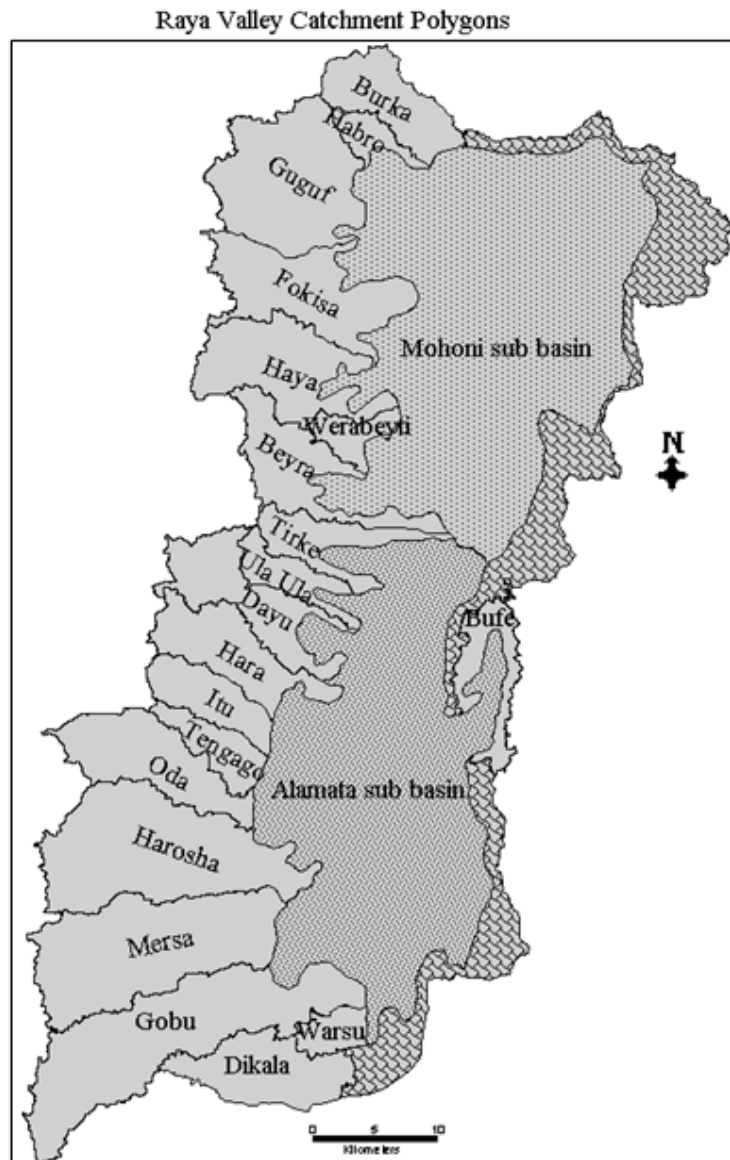 Raya Valley Catchment Polygons
Burka
Habro
Guguf
Fokisa
Mohoni sub basin
Haya
Werabeyti
N
Beyra
Tirke
Ula Ula
Dayu
Bufe
Hara
Itu
Tengago
Oda
Alamata sub basin
Harosha
Mersa
Gobu
Warsu
Dikala
0 5 10
Kilometers